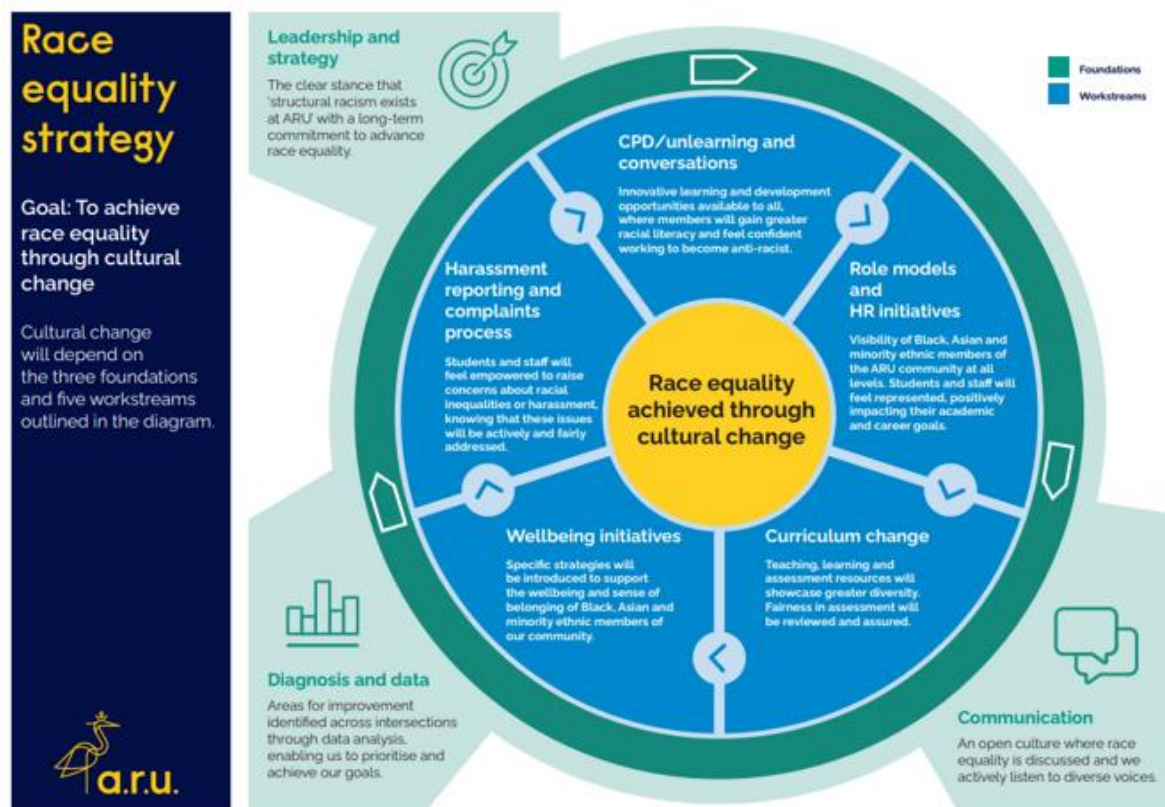 Race
equality
strategy
Goal: To achieve
race equality
through cultural
change
Cultural change
will depend on
the three foundations
and five workstreams
outlined in the diagram.
a.r.u.
Leadership and
strategy
The clear stance that
'structural racism exists
at ARU' with a long-term
commitment to advance
race equality.
Foundations
Workstreams
CPD/unlearning and
conversations
Innovative learning and development
opportunities available to all,
where members will gain greater
racial literacy and feel confident
working to become anti-racist.
Harassment
reporting and
complaints
process
Students and staff will
feel empowered to raise
concerns about racial
inequalities or harassment,
knowing that these issues
will be actively and fairly
addressed.
Role models
and
HR initiatives
Visibility of Black, Asian and
minority ethnic members of
the ARU community at all
levels. Students and staff will
feel represented, positively
impacting their academic
and career goals.
Race equality
achieved through
cultural change
Wellbeing initiatives
Specific strategies will
be introduced to support
the wellbeing and sense of
belonging of Black, Asian and
minority ethnic members of
our community.
Curriculum change
Teaching, learning and
assessment resources will
showcase greater diversity.
Fairness in assessment will
be reviewed and assured.
Diagnosis and data
Areas for improvement
identified across intersections
through data analysis,
enabling us to prioritise and
achieve our goals.
Communication
An open culture where race
equality is discussed and we
actively listen to diverse voices.